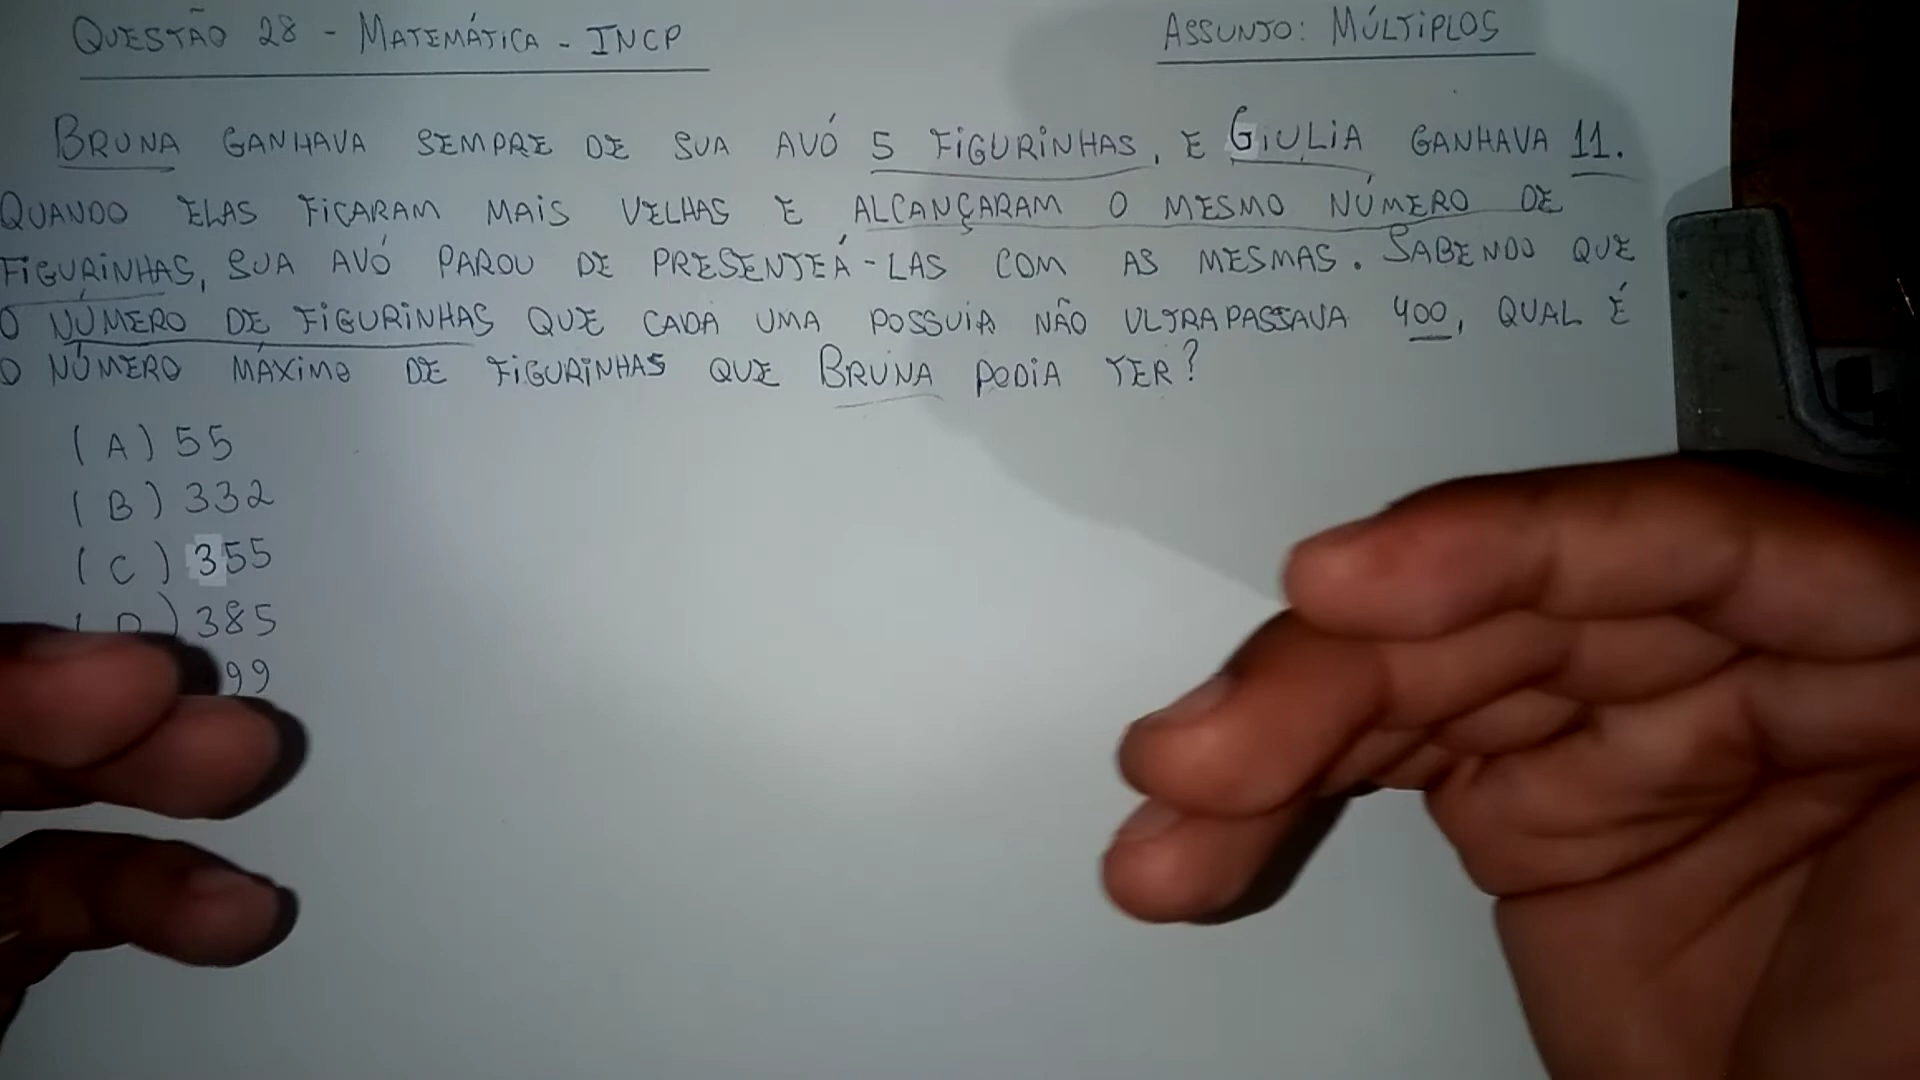 QUESTÃO 28 - MATEMÁTICA - INCP
ASSUNTO: MÚLTIPLOS
BRUNA GANHAVA SEMPRE DE SUA AVÓ 5 FIGURINHAS, E GIULIA GANHAVA 11.
QUANDO ELAS FICARAM MAIS VELHAS E ALCANÇARAM O MESMO NÚMERO DE
FIGURINHAS, SUA AVÓ PAROU DE PRESENTEÁ-LAS COM AS MESMAS. SABENDO QUE
O NÚMERO DE FIGURINHAS QUE CADA UMA POSSUIA NÃO ULTRAPASSAVA 400, QUAL É
O NÚMERO MÁXIMO DE FIGURINHAS QUE BRUNA PODIA TER?
(A) 55
(B) 332
(C) 355
(D) 385
99